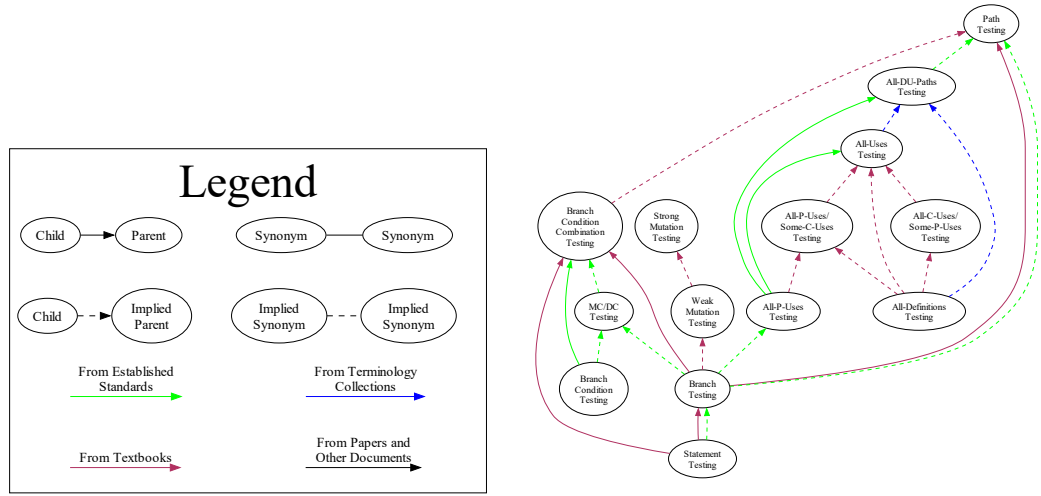 Legend
Child
Parent
Synonym
Synonym
Child
Implied
Parent
Implied
Synonym
Implied
Synonym
From Established
Standards
From Terminology
Collections
From Textbooks
From Papers and
Other Documents
Path
Testing
All-DU-Paths
Testing
All-Uses
Testing
Branch
Condition
Combination
Testing
Strong
Mutation
Testing
All-P-Uses/
Some-C-Uses
Testing
All-C-Uses/
Some-P-Uses
Testing
MC/DC
Testing
Weak
Mutation
Testing
All-P-Uses
Testing
All-Definitions
Testing
Branch
Condition
Testing
Branch
Testing
Statement
Testing